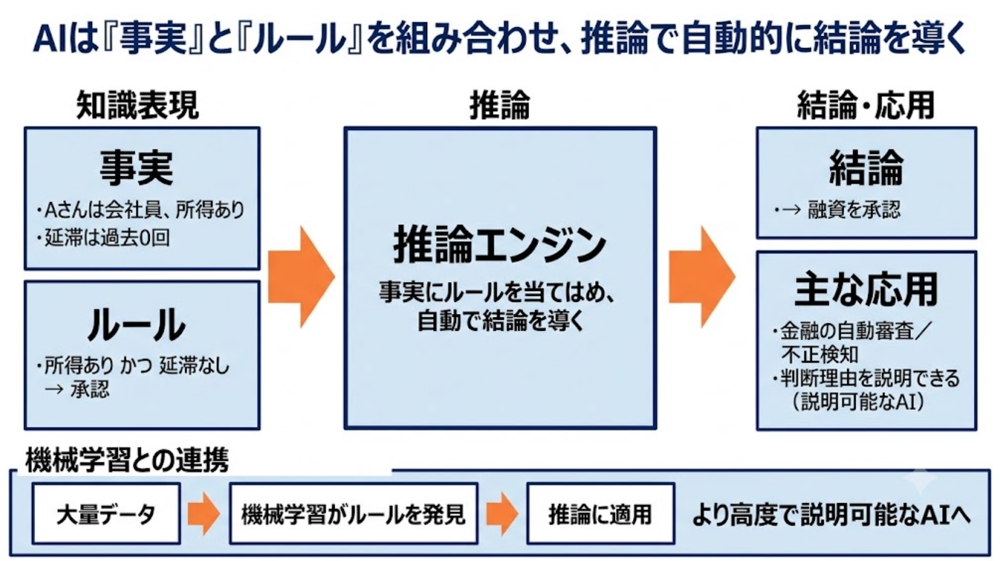 AIは『事実』と『ルール』を組み合わせ、推論で自動的に結論を導く
知識表現
事実
・Aさんは会社員、所得あり
・延滞は過去0回
ルール
・所得あり かつ 延滞なし
→ 承認
推論
推論エンジン
事実にルールを当てはめ、
自動で結論を導く
結論・応用
結論
・→ 融資を承認
主な応用
・金融の自動審査／
不正検知
・判断理由を説明できる
（説明可能なAI）
機械学習との連携
大量データ
機械学習がルールを発見
推論に適用
より高度で説明可能なAIへ